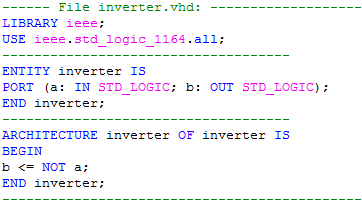 ------- File inverter.vhd: -------------------
LIBRARY ieee;
USE ieee.std_logic_1164.all;
------------------------------------
ENTITY inverter IS
PORT (a: IN STD_LOGIC; b: OUT STD_LOGIC);
END inverter;
------------------------------------
ARCHITECTURE inverter OF inverter IS
BEGIN
b <= NOT a;
END inverter;
---------------------------------------------